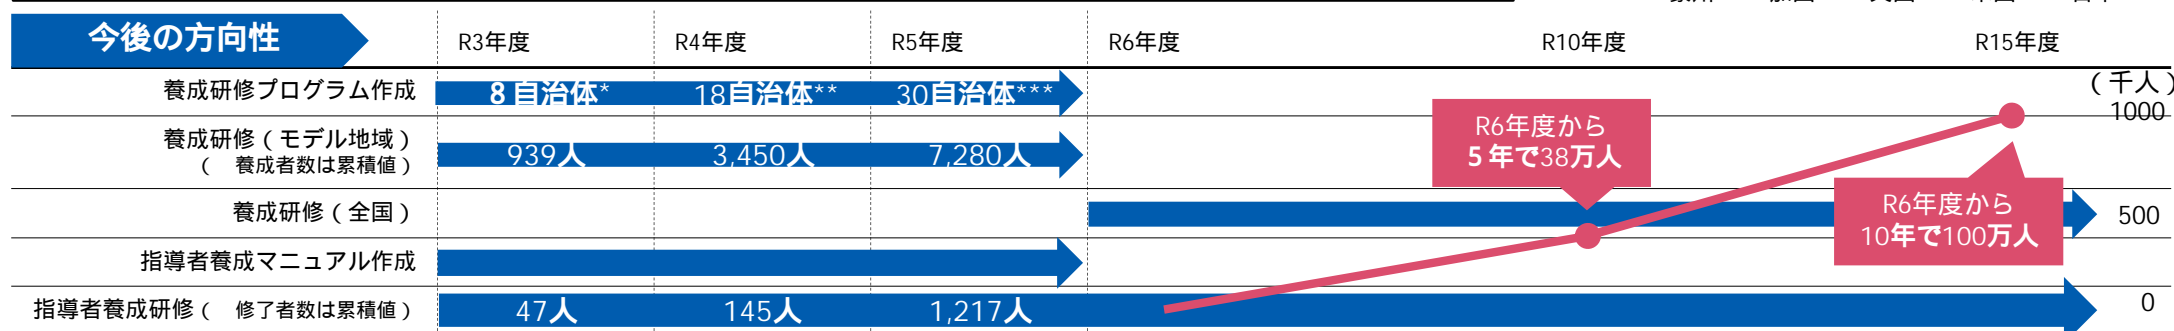 今後の方向性
R3年度 R4年度 R5年度 R6年度 R10年度 R15年度
養成研修プログラム作成 8自治体* 18自治体** 30自治体***
(千人)
1000
養成研修(モデル地域)
( 養成者数は累積値) 939人 3,450人 7,280人
R6年度から
5年で38万人
養成研修(全国)
500
R6年度から
10年で100万人
指導者養成マニュアル作成
指導者養成研修( 修了者数は累積値) 47人 145人 1,217人
0